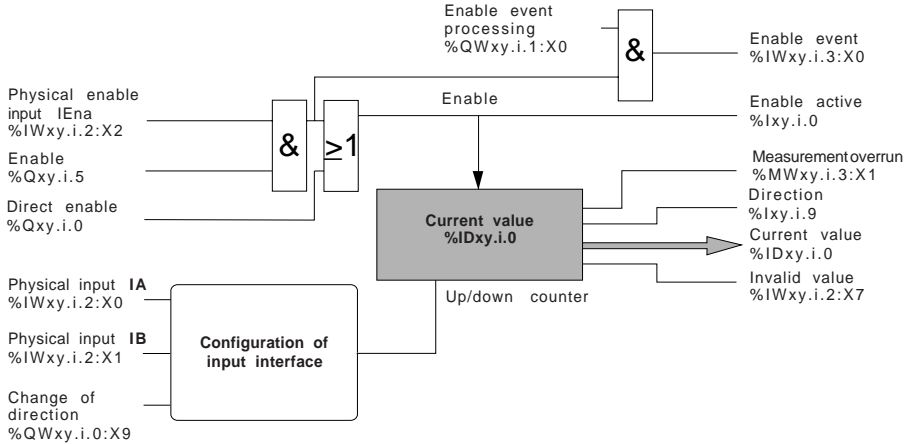 Enable event
processing
%QWxy.i.1:X0
&
Enable event
%IWxy.i.3:X0
Physical enable
input IEna
%IWxy.i.2:X2
Enable
Enable active
%Ixy.i.0
&
≥1
Enable
%Qxy.i.5
Measurement overrun
%MWxy.i.3:X1
Direct enable
%Qxy.i.0
Current value
%IDxy.i.0
Direction
%Ixy.i.9
Current value
%IDxy.i.0
Physical input IA
%IWxy.i.2:X0
Up/down counter
Invalid value
%IWxy.i.2:X7
Physical input IB
%IWxy.i.2:X1
Configuration of
input interface
Change of
direction
%QWxy.i.0:X9